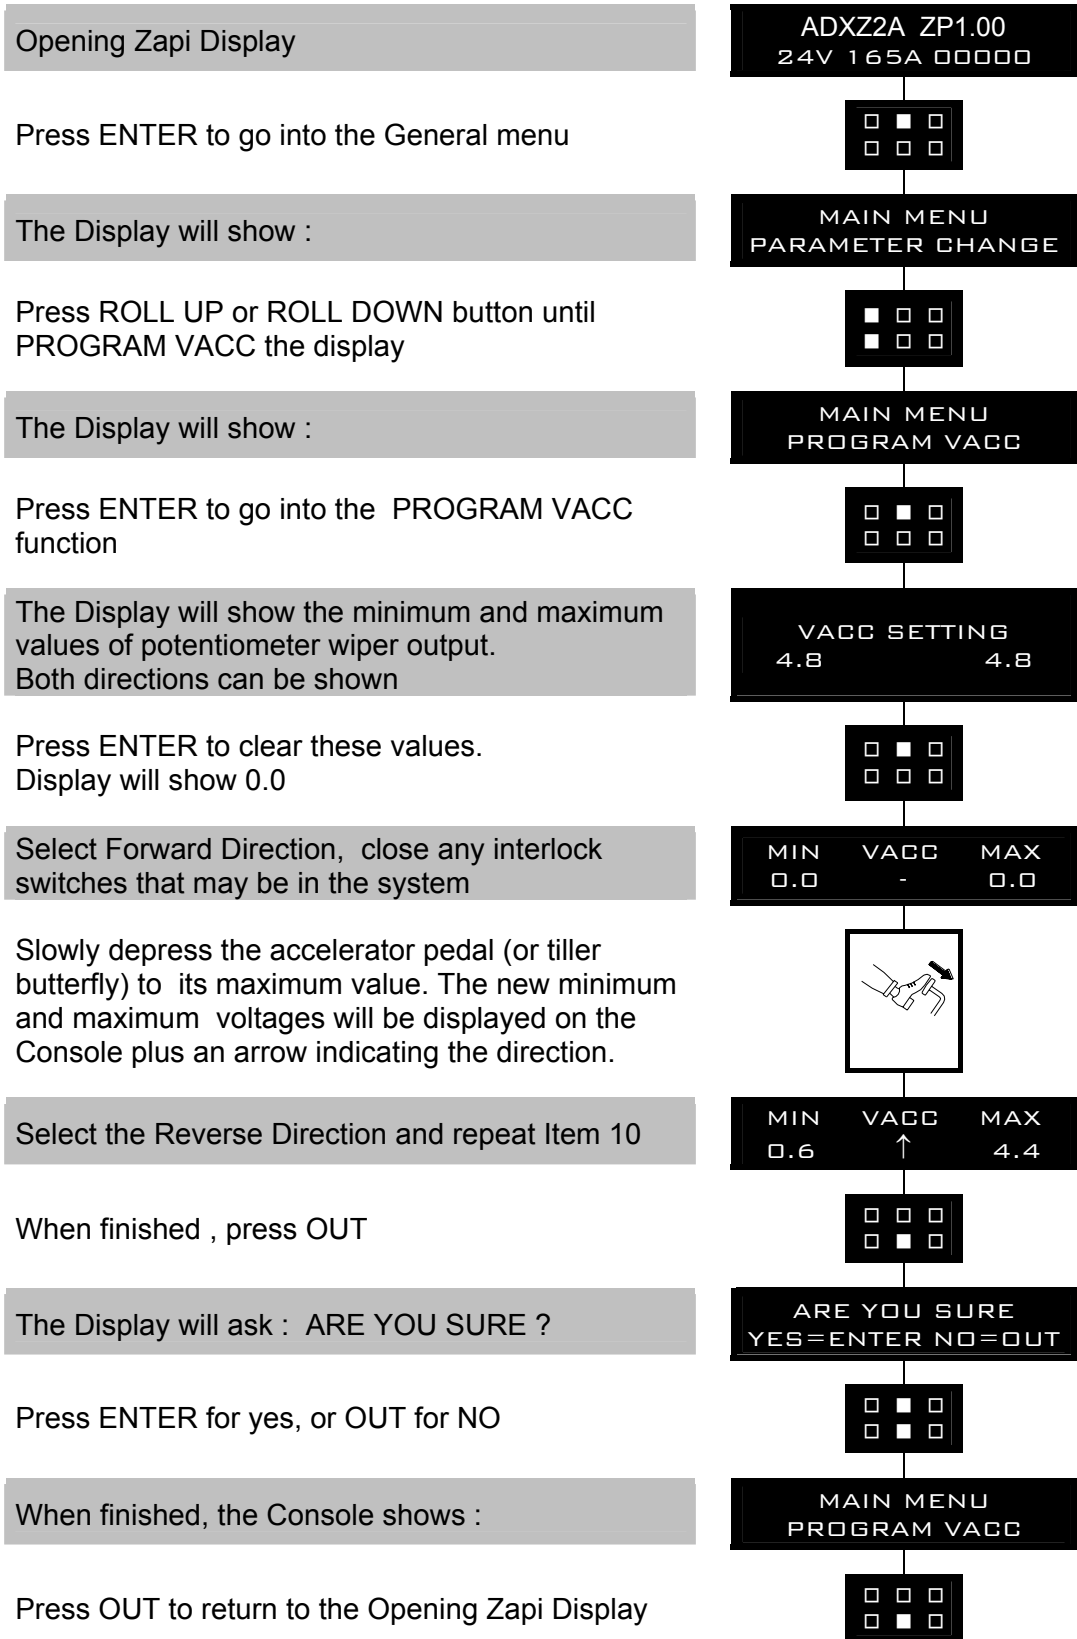 Opening Zapi Display
ADXZ2A ZP1.00
24V 165A 00000
Press ENTER to go into the General menu
The Display will show :
MAIN MENU
PARAMETER CHANGE
Press ROLL UP or ROLL DOWN button until
PROGRAM VACC the display
The Display will show :
MAIN MENU
PROGRAM VACC
Press ENTER to go into the PROGRAM VACC
function
The Display will show the minimum and maximum
values of potentiometer wiper output.
Both directions can be shown
VACC SETTING
4.8 4.8
Press ENTER to clear these values.
Display will show 0.0
Select Forward Direction, close any interlock
switches that may be in the system
MIN VACC MAX
0.0 - 0.0
Slowly depress the accelerator pedal (or tiller
butterfly) to its maximum value. The new minimum
and maximum voltages will be displayed on the
Console plus an arrow indicating the direction.
Select the Reverse Direction and repeat Item 10
MIN VACC MAX
0.6 ↑ 4.4
When finished , press OUT
The Display will ask : ARE YOU SURE ?
ARE YOU SURE
YES=ENTER NO=OUT
Press ENTER for yes, or OUT for NO
When finished, the Console shows :
MAIN MENU
PROGRAM VACC
Press OUT to return to the Opening Zapi Display